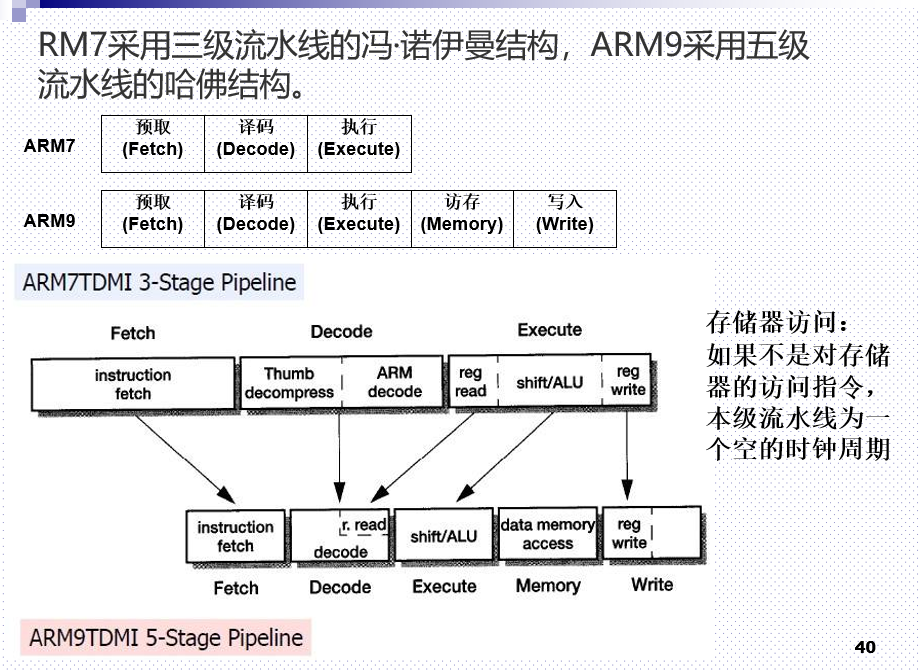 RM7采用三级流水线的冯·诺伊曼结构，ARM9采用五级
流水线的哈佛结构。
ARM7
预取
(Fetch)
译码
(Decode)
执行
(Execute)
ARM9
预取
(Fetch)
译码
(Decode)
执行
(Execute)
访存
(Memory)
写入
(Write)
ARM7TDMI 3-Stage Pipeline
Fetch
Decode
Execute
instruction
fetch
Thumb
decompress
ARM
decode
reg
read
shift/ALU
reg
write
存储器访问：
如果不是对存储
器的访问指令，
本级流水线为一
个空的时钟周期
instruction
fetch
r. read
decode
shift/ALU
data memory
access
reg
write
Fetch
Decode
Execute
Memory
Write
ARM9TDMI 5-Stage Pipeline
40